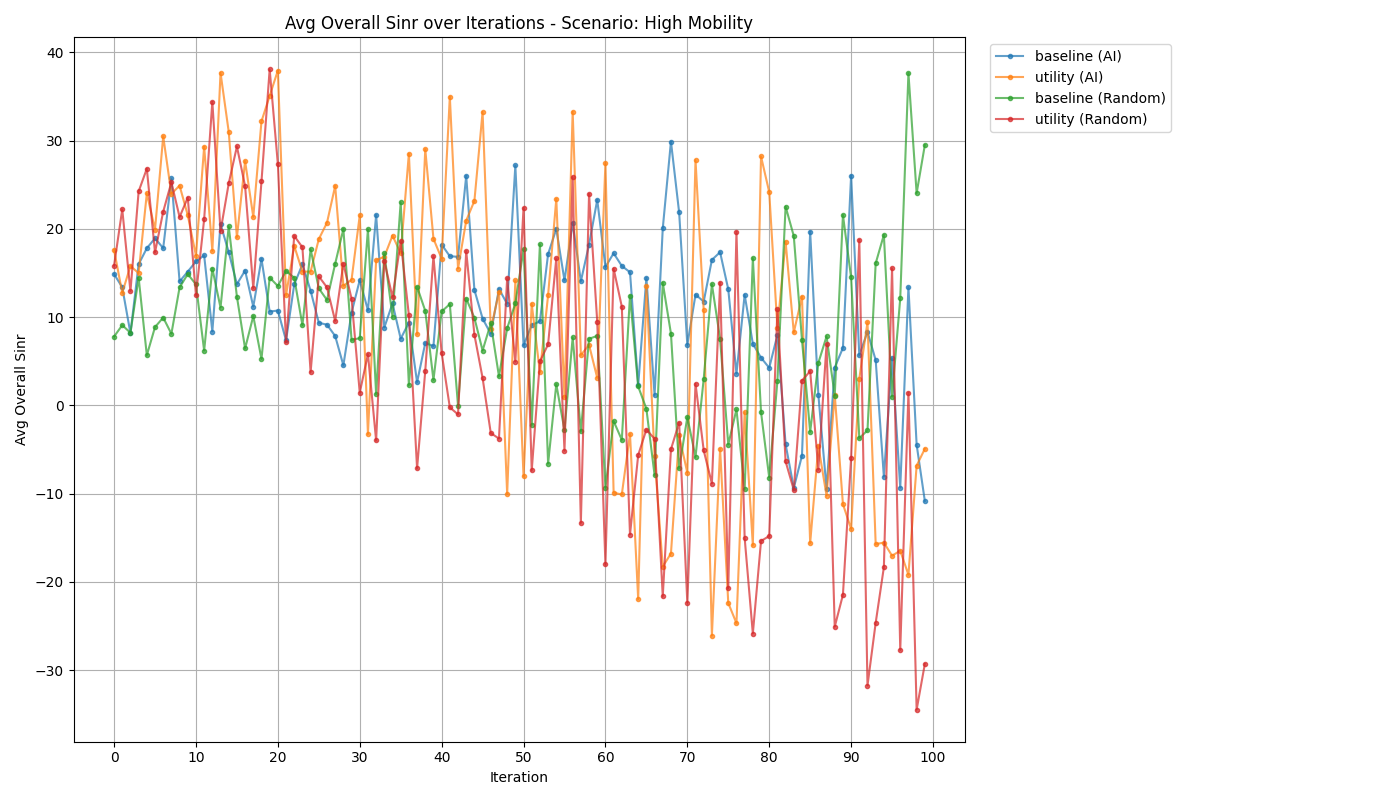 Avg Overall Sinr over Iterations - Scenario: High Mobility
baseline (AI)
utility (AI)
baseline (Random)
utility (Random)
Avg Overall Sinr
40
30
20
10
0
−10
−20
−30
0 10 20 30 40 50 60 70 80 90 100
Iteration